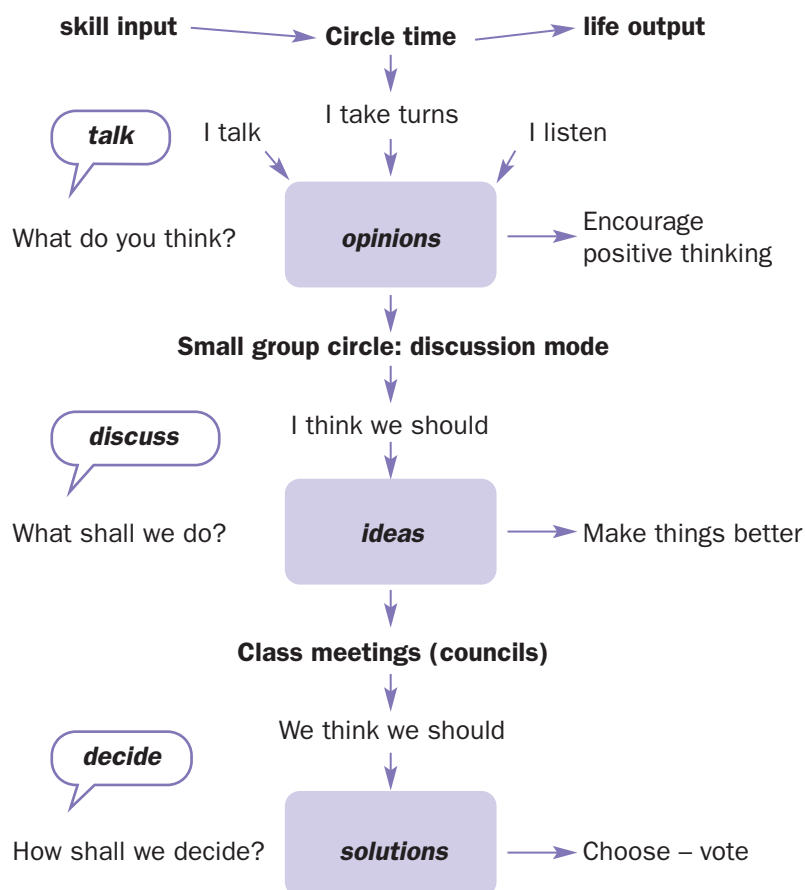 skill input
Circle time
life output
talk
I talk
I take turns
I listen
What do you think?
opinions
Encourage
positive thinking
Small group circle: discussion mode
discuss
I think we should
What shall we do?
ideas
Make things better
Class meetings (councils)
decide
We think we should
How shall we decide?
solutions
Choose – vote